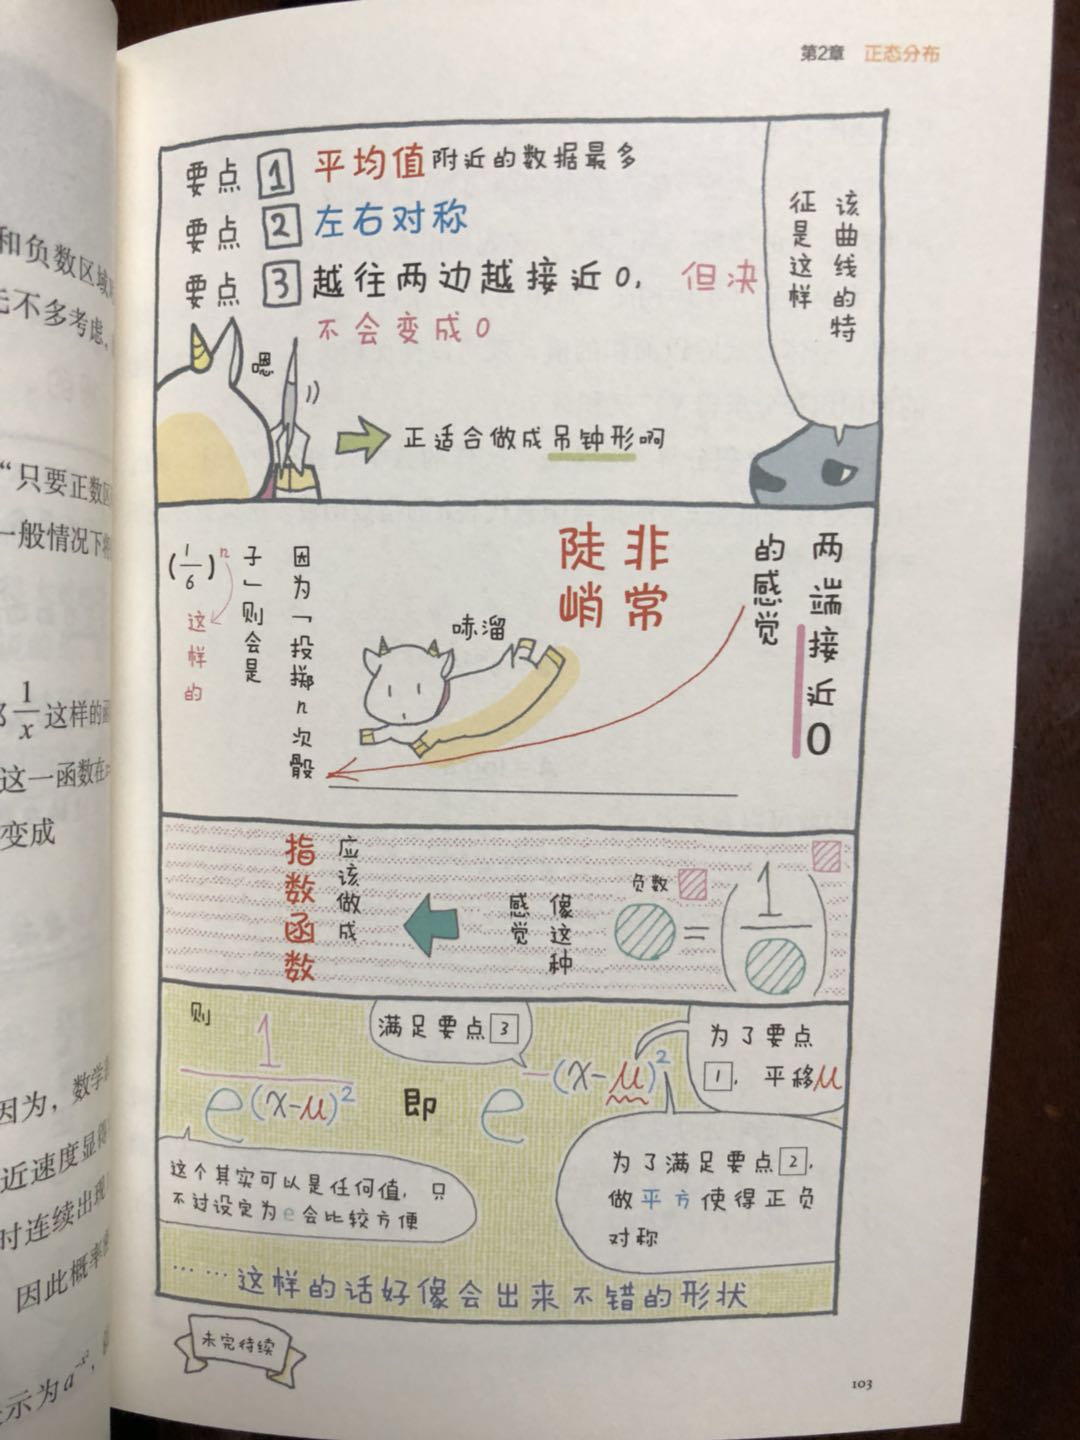 第2章 正态分布
和负数区域
不多考虑,
“只要正数区
一般情况下
1/x 这样的
这一函数在
变成
因为,数学
近速度显得
时连续出现
因此概率
示为a^{-x^2},
该曲线的特
征是这样
要点 1 平均值附近的数据最多
要点 2 左右对称
要点 3 越往两边越接近0, 但决
不会变成0
嗯
正适合做成吊钟形啊
两端接近0
的感觉
非常
陡峭
哧溜
因为「投掷n次骰
子」则会是
(1/6)^n
这样的
负数
○^{-□} = (1/○)^□
像这种
感觉
应该做成
指数函数
则
1/e^{(x-μ)^2}
即
e^{-(x-μ)^2}
满足要点3
为了要点
1,平移μ
为了满足要点2,
做平方使得正负
对称
这个其实可以是任何值,只
不过设定为e会比较方便
……这样的话好像会出来不错的形状
未完待续
103